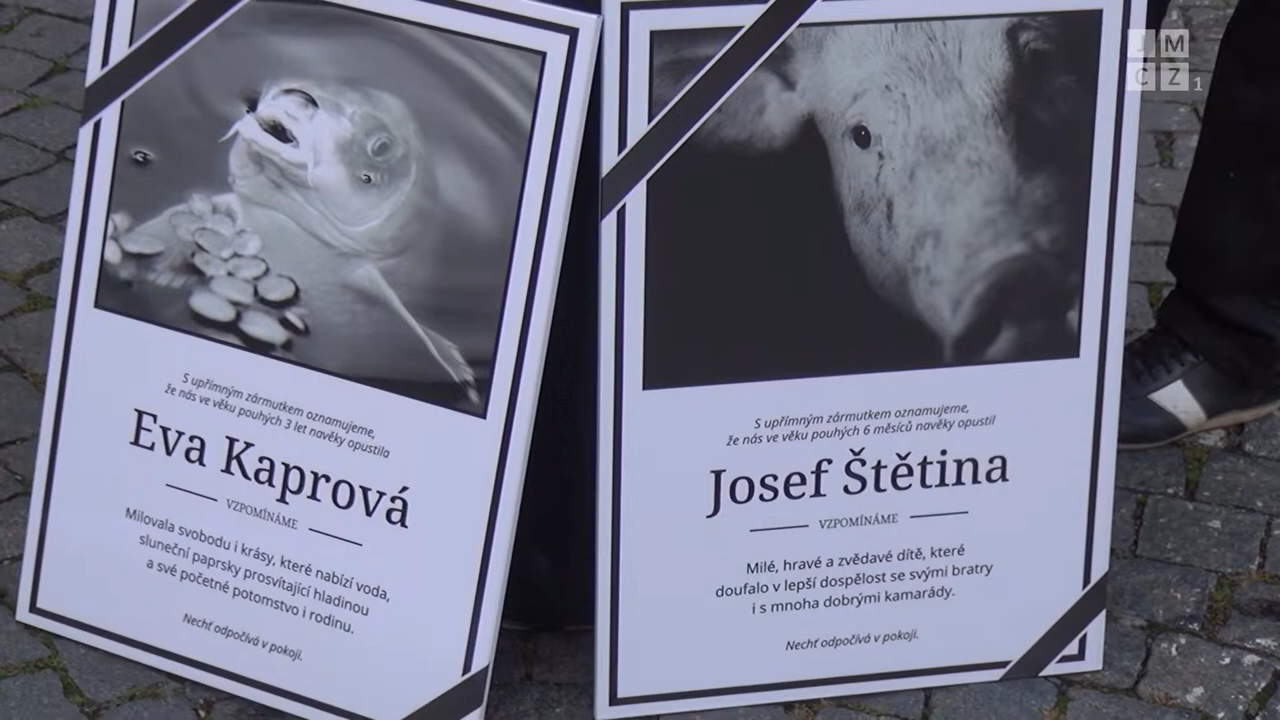 S upřímným zármutkem oznamujeme,
že nás ve věku pouhých 3 let navěky opustila
Eva Kaprová
VZPOMÍNÁME
Milovala svobodu i krásy, které nabízí voda,
sluneční paprsky prosvítající hladinou
a své početné potomstvo i rodinu.
Nechť odpočívá v pokoji.
S upřímným zármutkem oznamujeme,
že nás ve věku pouhých 6 měsíců navěky opustil
Josef Štětina
VZPOMÍNÁME
Milé, hravé a zvědavé dítě, které
doufalo v lepší dospělost se svými bratry
i s mnoha dobrými kamarády.
Nechť odpočívá v pokoji.
JM
CZ1